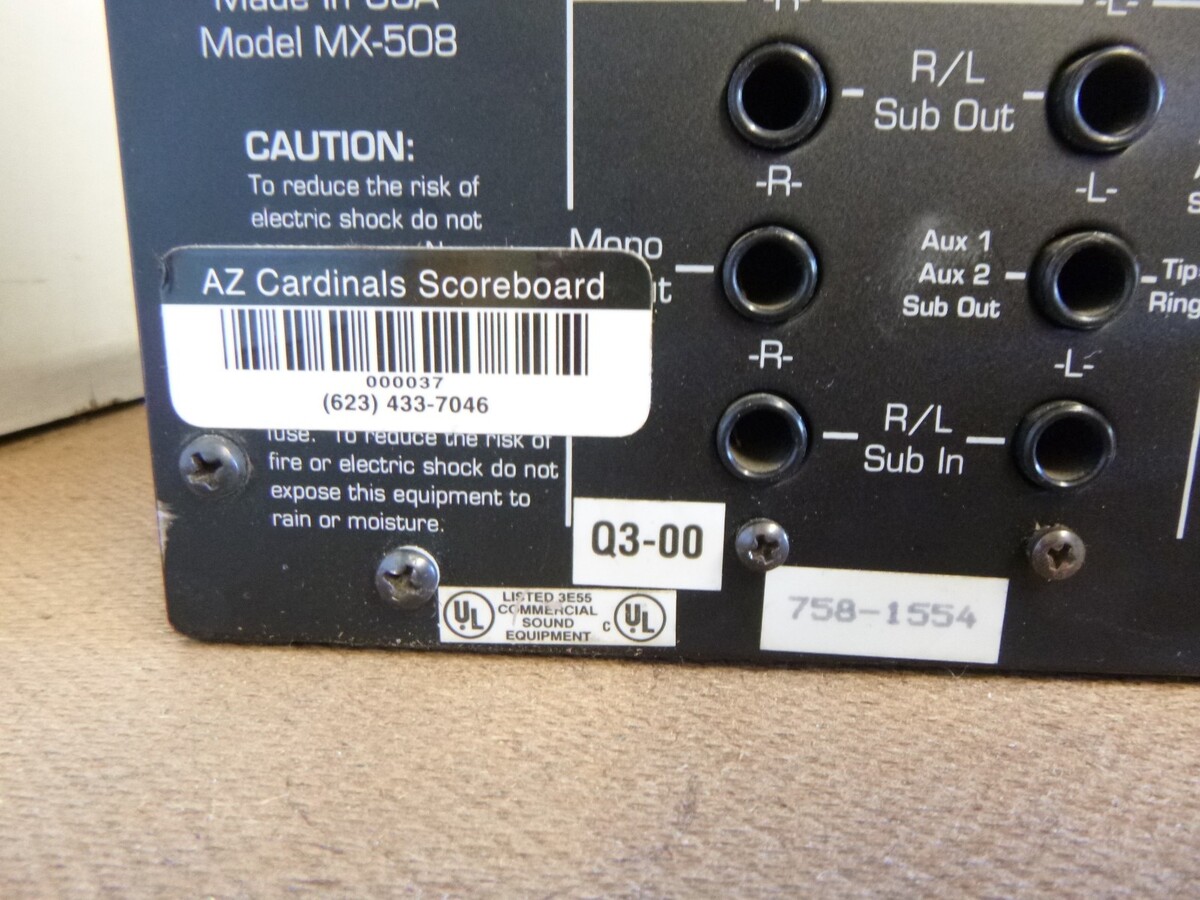 Made in USA
Model MX-508
CAUTION:
To reduce the risk of
electric shock do not
AZ Cardinals Scoreboard
000037
(623) 433-7046
fuse. To reduce the risk of
fire or electric shock do not
expose this equipment to
rain or moisture.
-R-
-L-
R/L
Sub Out
-R-
-L-
Mono
Aux 1
Aux 2
Sub Out
Tip
Ring
-R-
-L-
R/L
Sub In
Q3-00
UL
LISTED 3E55
COMMERCIAL
SOUND
EQUIPMENT
c UL
758-1554